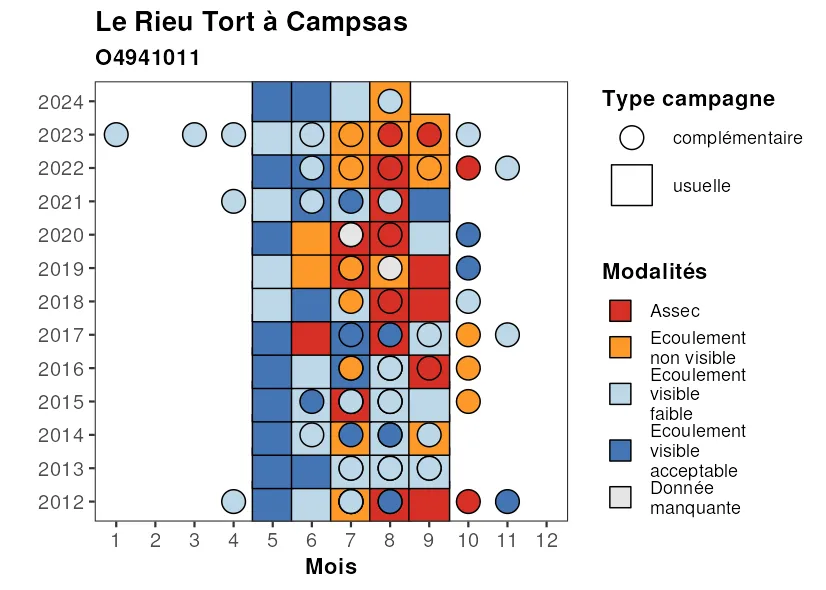 Le Rieu Tort à Campsas
O4941011
2024
2023
2022
2021
2020
2019
2018
2017
2016
2015
2014
2013
2012
1 2 3 4 5 6 7 8 9 10 11 12
Mois
Type campagne
complémentaire
usuelle
Modalités
Assec
Ecoulement
non visible
Ecoulement
visible
faible
Ecoulement
visible
acceptable
Donnée
manquante